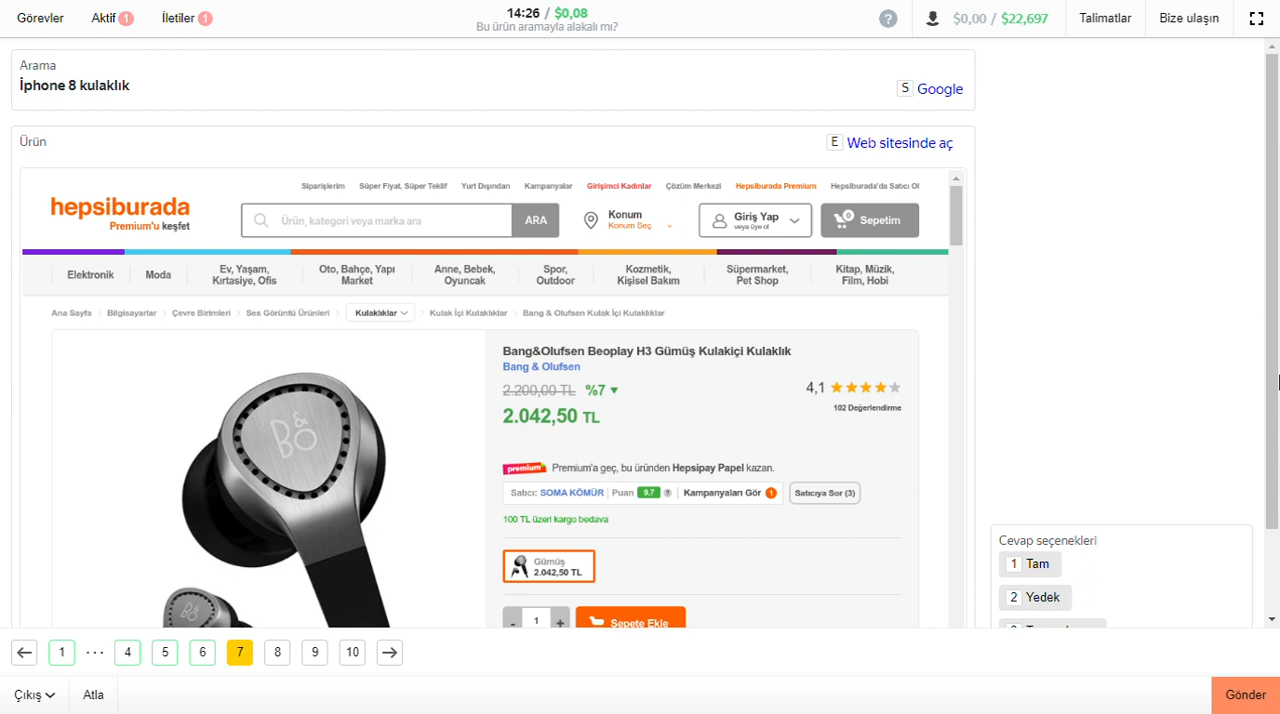 Görevler Aktif 1 İletiler 1 14:26 / $0,08 ? $0,00 / $22,697 Talimatlar Bize ulaşın
Bu ürün aramayla alakalı mı?
Arama
İphone 8 kulaklık
S Google
Ürün
E Web sitesinde aç
Siparişlerim Süper Fiyat, Süper Teklif Yurt Dışından Kampanyalar Girişimci Kadınlar Çözüm Merkezi Hepsiburada Premium Hepsiburada'da Satıcı Ol
hepsiburada
Premium'u keşfet
Ürün, kategori veya marka ara ARA
Konum
Konum Seç
Giriş Yap
veya üye ol
0 Sepetim
Elektronik
Moda
Ev, Yaşam,
Kırtasiye, Ofis
Oto, Bahçe, Yapı
Market
Anne, Bebek,
Oyuncak
Spor,
Outdoor
Kozmetik,
Kişisel Bakım
Süpermarket,
Pet Shop
Kitap, Müzik,
Film, Hobi
Ana Sayfa Bilgisayarlar Çevre Birimleri Ses Görüntü Ürünleri Kulaklıklar Kulak İçi Kulaklıklar Bang & Olufsen Kulak İçi Kulaklıklar
Bang&Olufsen Beoplay H3 Gümüş Kulakiçi Kulaklık
Bang & Olufsen
2.200,00 TL %7
4,1
2.042,50 TL
102 Değerlendirme
premium Premium'a geç, bu üründen Hepsipay Papel kazan.
Satıcı: SOMA KÖMÜR Puan 9,7 ? Kampanyaları Gör 1 Satıcıya Sor (3)
100 TL üzeri kargo bedava
Gümüş
2.042,50 TL
- 1 + Sepete Ekle
B&O
B&O
Cevap seçenekleri
1 Tam
2 Yedek
1 ··· 4 5 6 7 8 9 10
Çıkış Atla Gönder